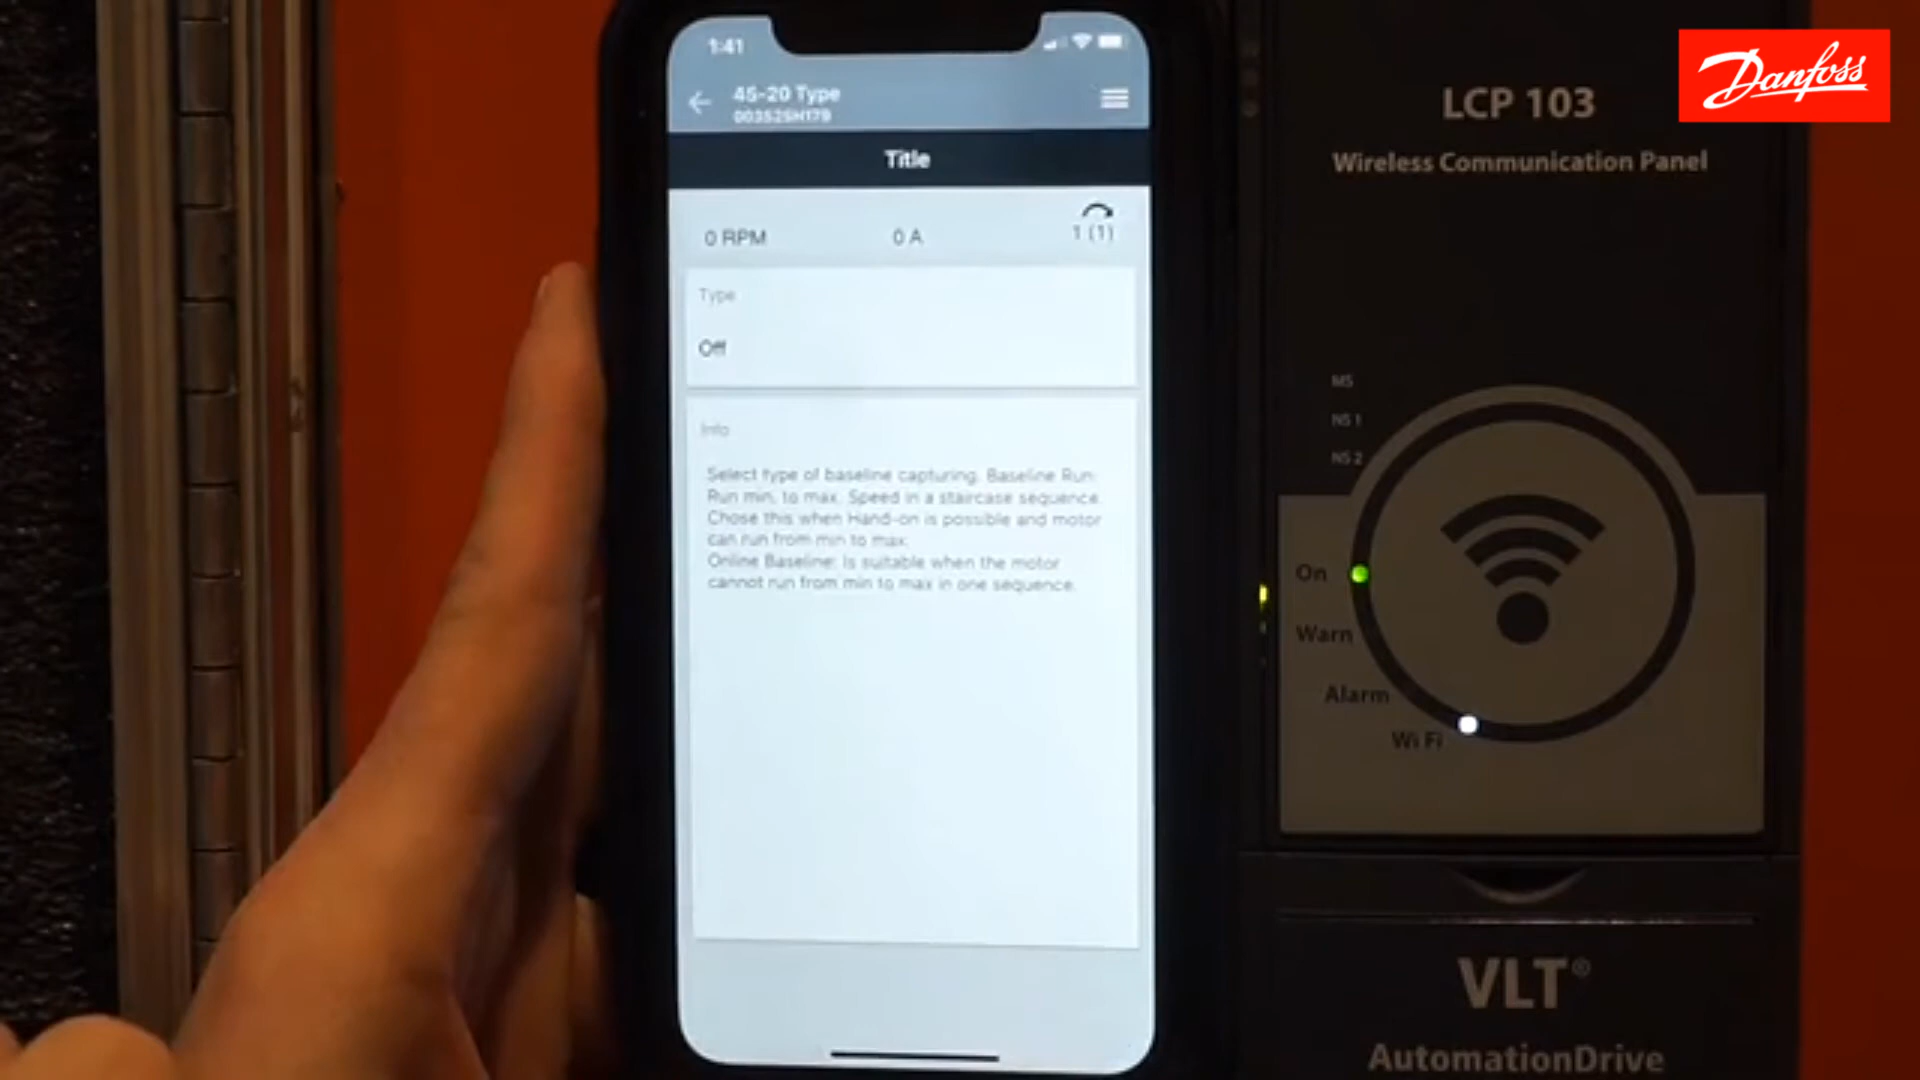 1:41
45-20 Type
003525H179
Title
0 RPM
0 A
1 (1)
Type
Off
Info
Select type of baseline capturing. Baseline Run:
Run min, to max. Speed in a staircase sequence.
Chose this when Hand-on is possible and motor
can run from min to max.
Online Baseline: Is suitable when the motor
cannot run from min to max in one sequence.
Danfoss
LCP 103
Wireless Communication Panel
MS
NS 1
NS 2
On
Warn
Alarm
Wi Fi
VLT®
AutomationDrive